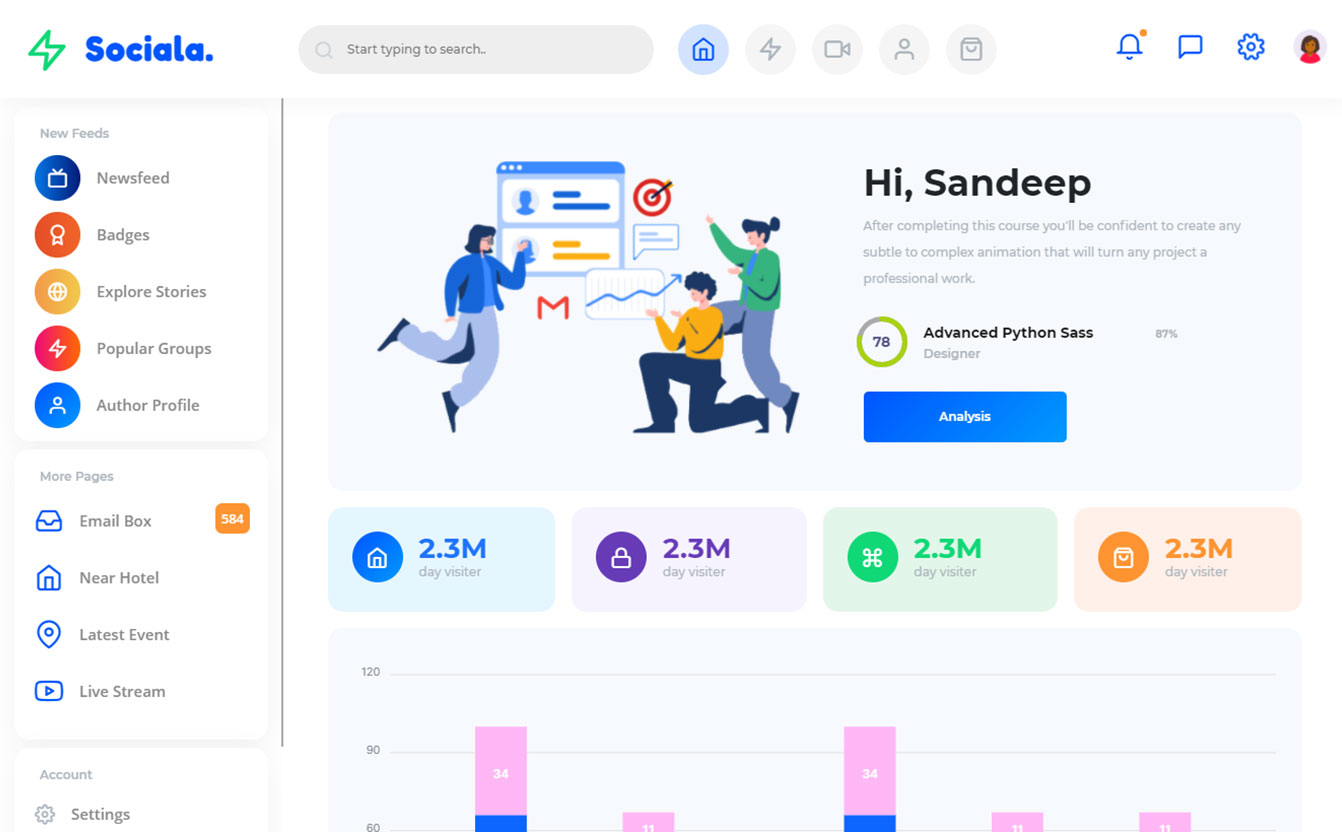 Sociala.
Start typing to search..
New Feeds
Newsfeed
Badges
Explore Stories
Popular Groups
Author Profile
More Pages
Email Box
584
Near Hotel
Latest Event
Live Stream
Account
Settings
Hi, Sandeep
After completing this course you'll be confident to create any
subtle to complex animation that will turn any project a
professional work.
78
Advanced Python Sass
87%
Designer
Analysis
2.3M
day visiter
2.3M
day visiter
2.3M
day visiter
2.3M
day visiter
120
90
60
34
11
34
11
11